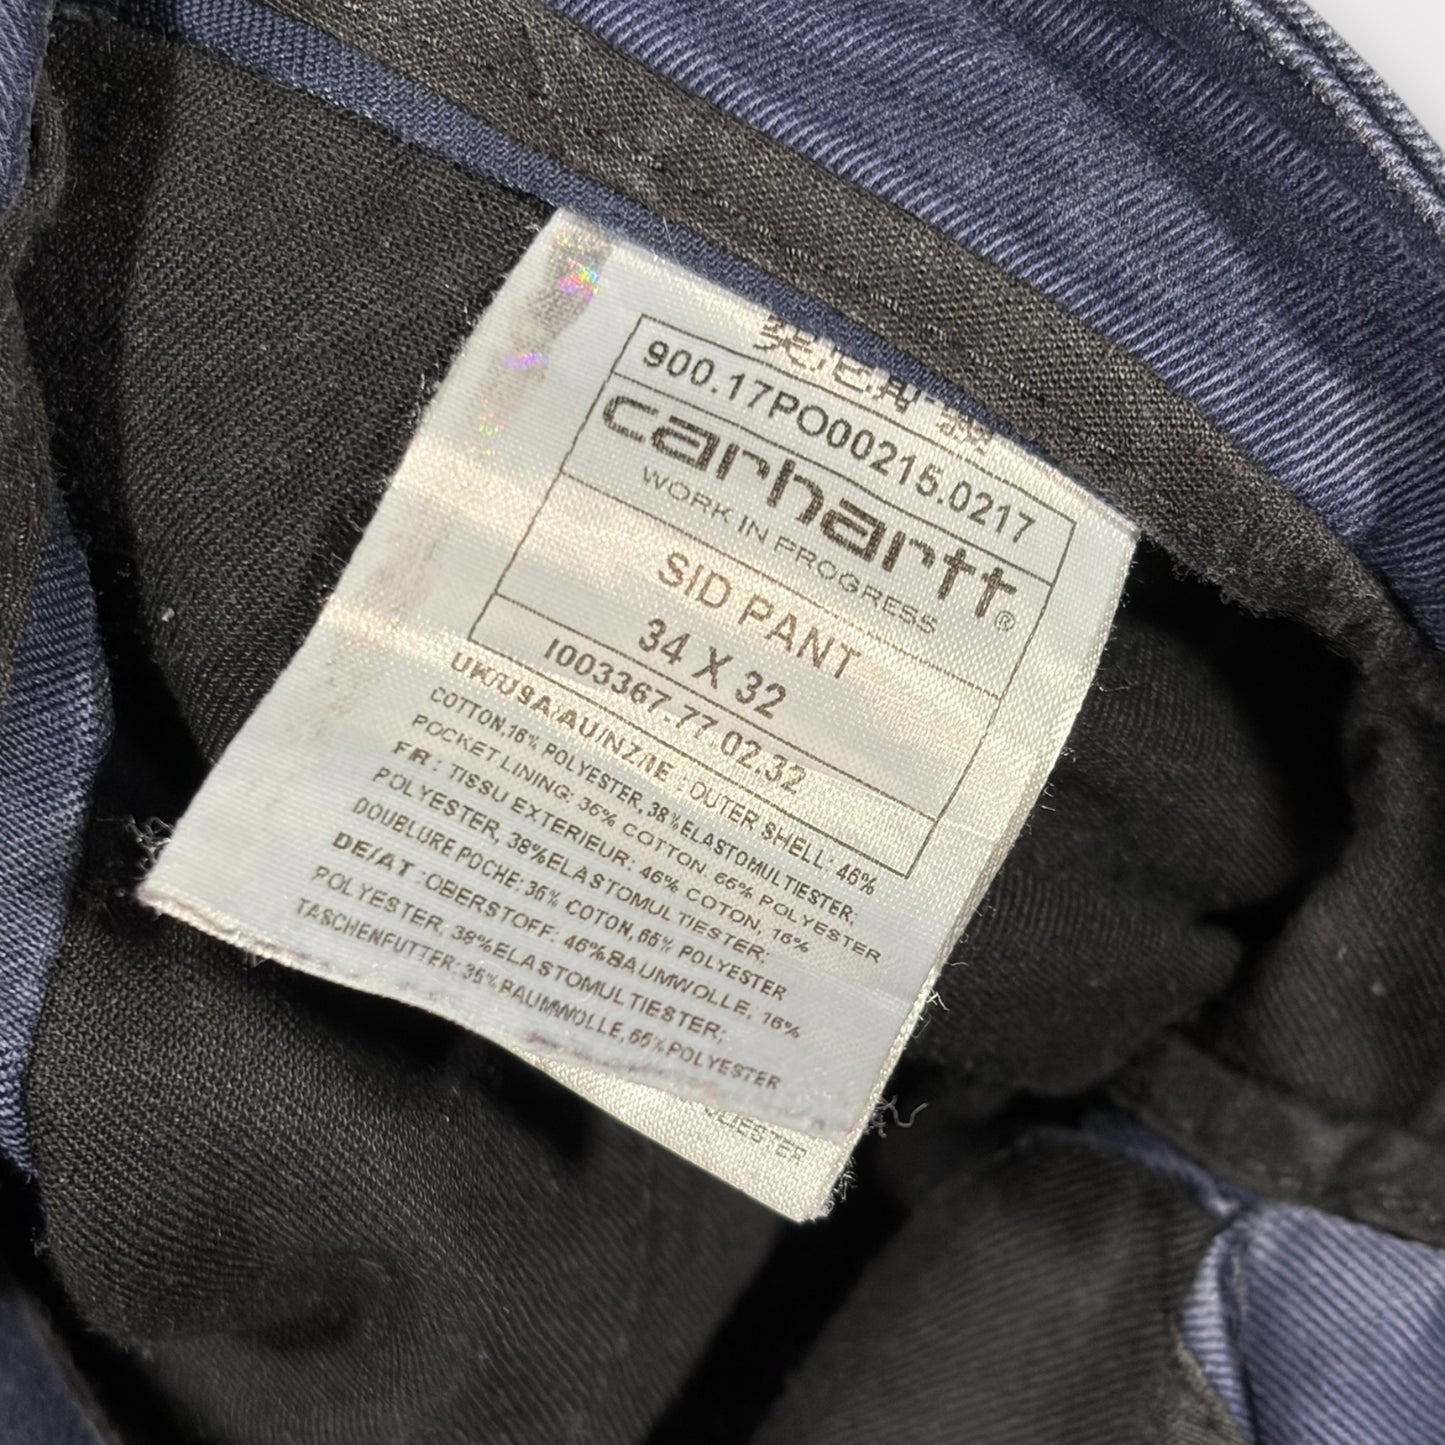 900.17PO00215.0217
carhartt®
WORK IN PROGRESS
SID PANT
34 X 32
I003367.77.02.32
UK/USA/AU/NZ/IE : OUTER SHELL: 46%
COTTON,16% POLYESTER, 38%ELASTOMULTIESTER;
POCKET LINING: 36% COTTON, 65% POLYESTER
FR : TISSU EXTERIEUR: 46% COTON, 16%
POLYESTER, 38%ELASTOMULTIESTER;
DOUBLURE POCHE: 35% COTON, 65% POLYESTER
DE/AT :OBERSTOFF: 46%BAUMWOLLE, 16%
POLYESTER, 38%ELASTOMULTIESTER;
TASCHENFUTTER: 35%BAUMWOLLE, 65%POLYESTER